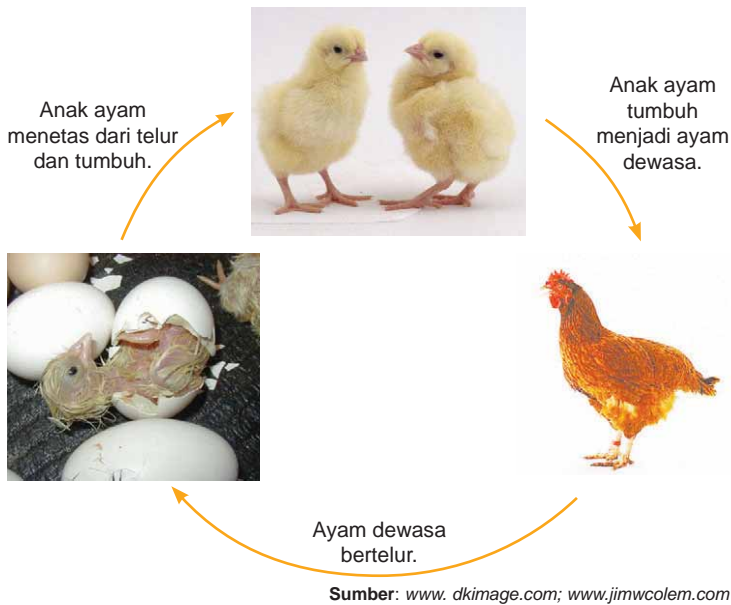 Anak ayam
menetas dari telur
dan tumbuh.
Anak ayam
tumbuh
menjadi ayam
dewasa.
Ayam dewasa
bertelur.
Sumber: www. dkimage.com; www.jimwcolem.com